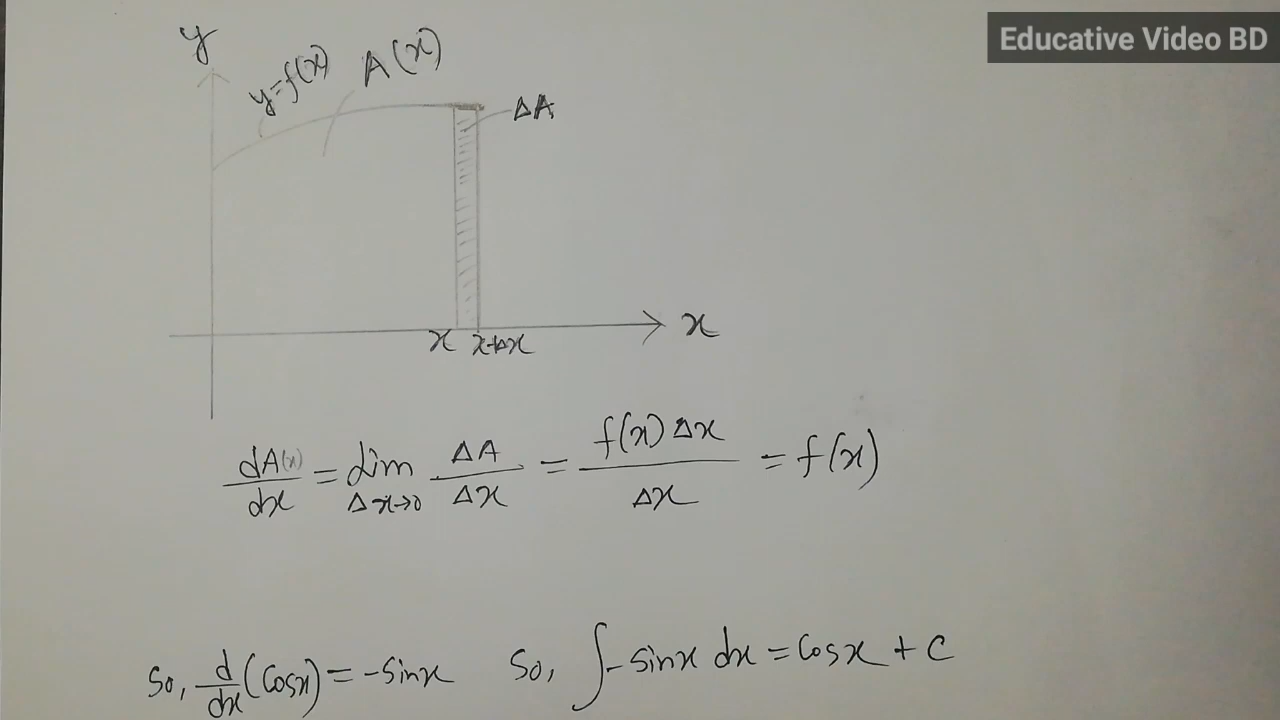 Educative Video BD
y
y=f(x) A(x)
ΔA
x x+Δx x
dA(x)/dx = Lim Δx→0 ΔA/Δx = f(x) Δx/Δx = f(x)
So, d/dx (Cosx) = -sinx So, ∫-sinx dx = Cosx + C